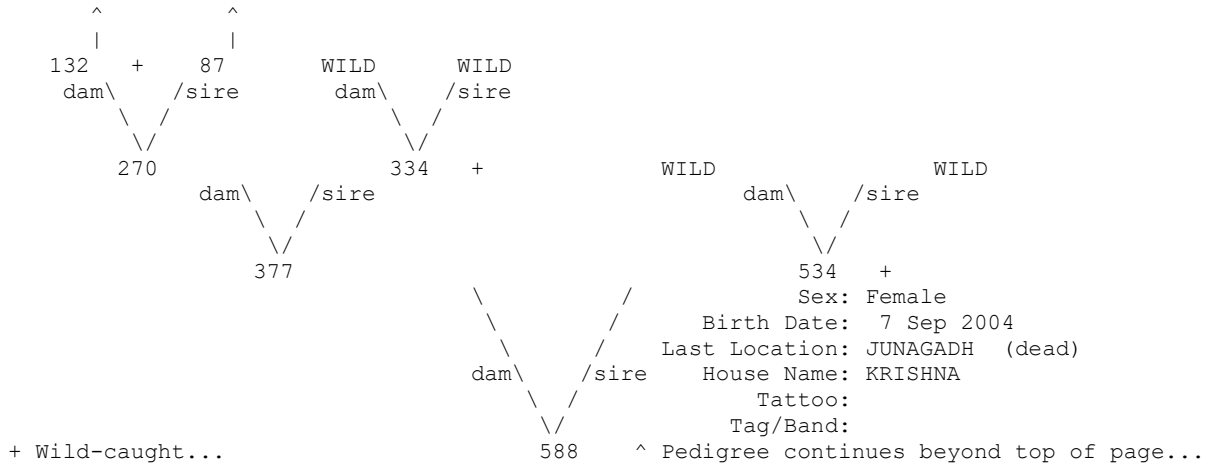 ^ ^
| |
132 + 87 WILD WILD
dam\ /sire dam\ /sire
\ / \ /
\/ \/
270 334 + WILD WILD
dam\ /sire dam\ /sire
\ / \ /
\/ \/
377 534 +
\ / Sex: Female
\ / Birth Date: 7 Sep 2004
\ / Last Location: JUNAGADH (dead)
dam\ /sire House Name: KRISHNA
\ / Tattoo:
\/ Tag/Band:
+ Wild-caught... 588 ^ Pedigree continues beyond top of page...